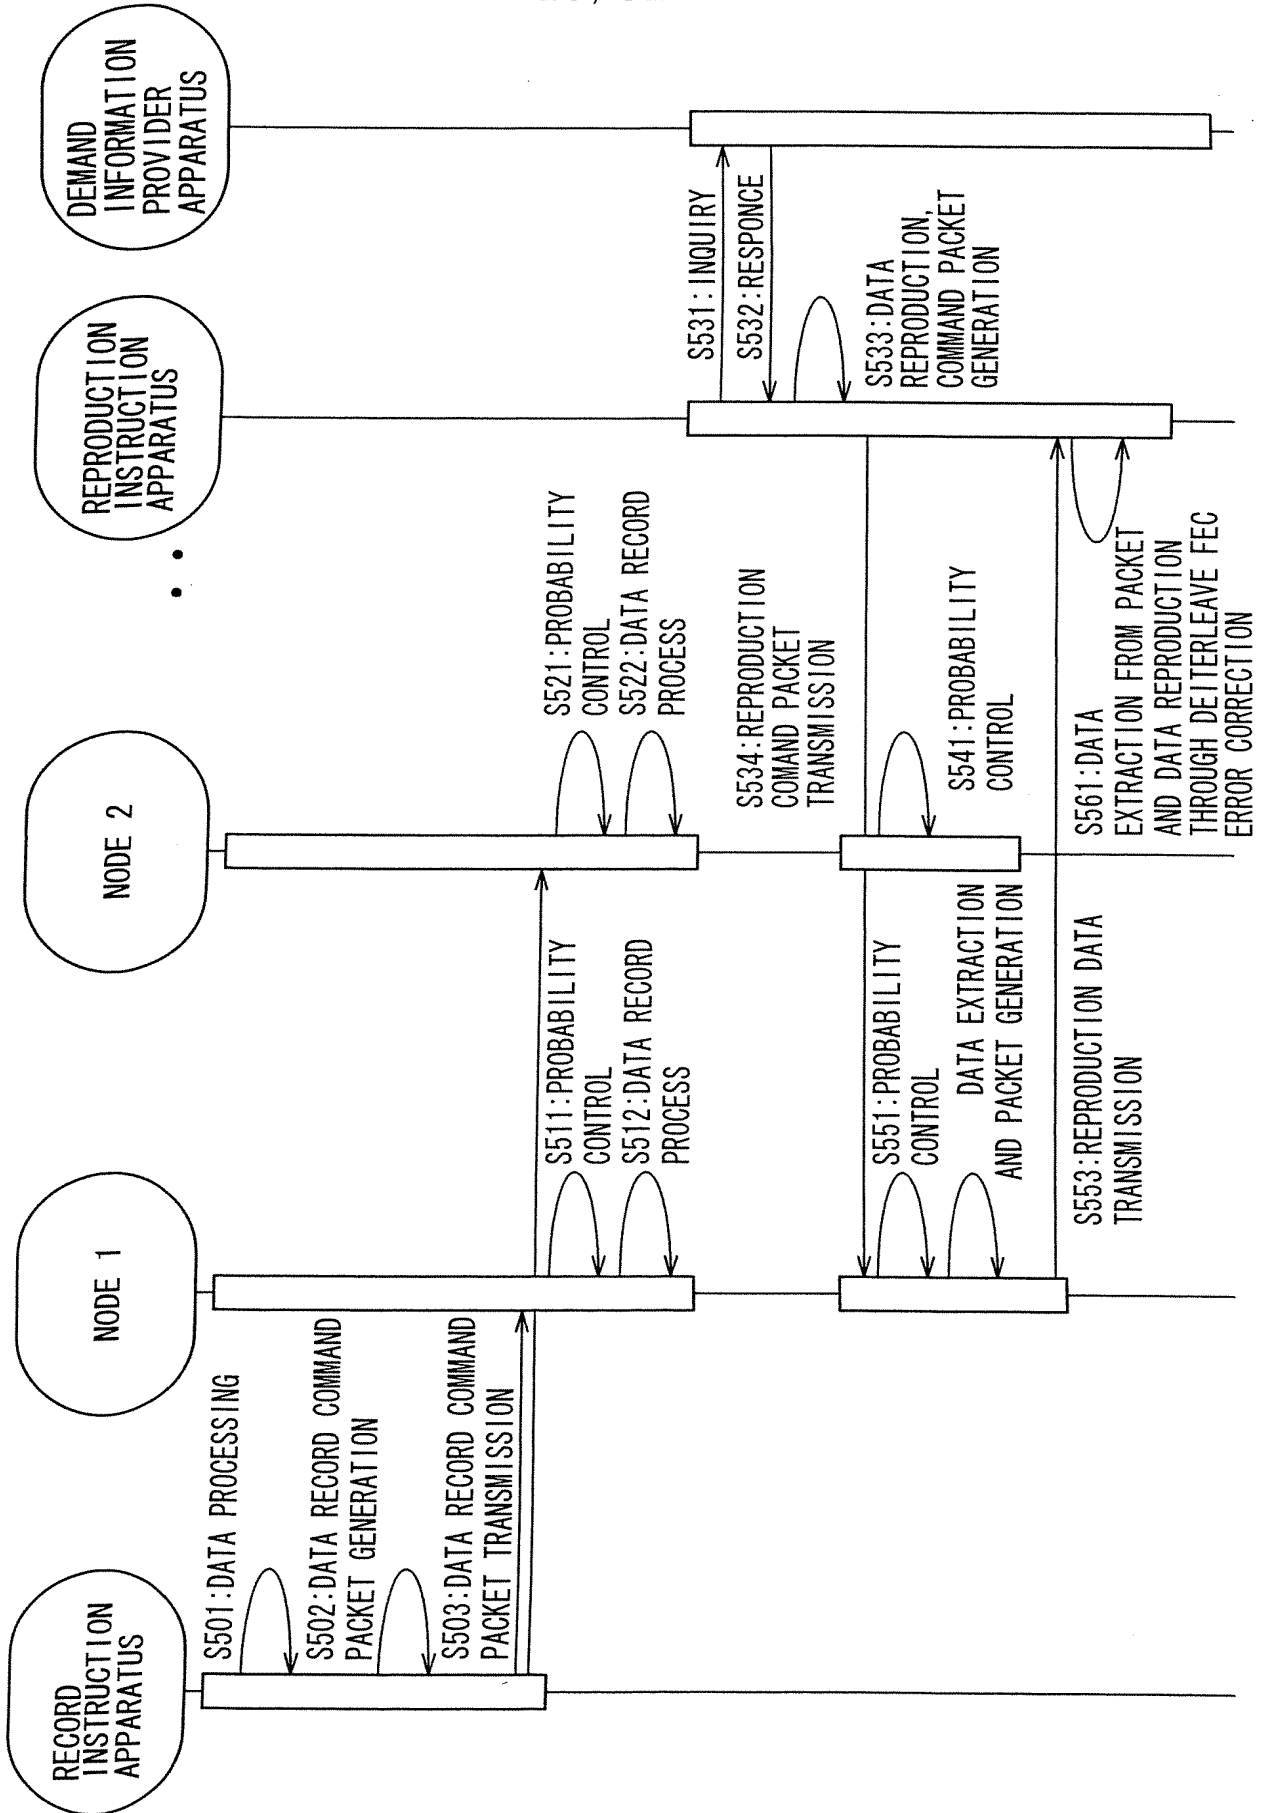 RECORD
INSTRUCTION
APPARATUS
NODE 1
NODE 2
REPRODUCTION
INSTRUCTION
APPARATUS
DEMAND
INFORMATION
PROVIDER
APPARATUS
S501:DATA PROCESSING
S502:DATA RECORD COMMAND
PACKET GENERATION
S503:DATA RECORD COMMAND
PACKET TRANSMISSION
S511:PROBABILITY
CONTROL
S512:DATA RECORD
PROCESS
S521:PROBABILITY
CONTROL
S522:DATA RECORD
PROCESS
S531:INQUIRY
S532:RESPONCE
S533:DATA
REPRODUCTION,
COMMAND PACKET
GENERATION
S534:REPRODUCTION
COMAND PACKET
TRANSMISSION
S541:PROBABILITY
CONTROL
S551:PROBABILITY
CONTROL
DATA EXTRACTION
AND PACKET GENERATION
S553:REPRODUCTION DATA
TRANSMISSION
S561:DATA
EXTRACTION FROM PACKET
AND DATA REPRODUCTION
THROUGH DEITERLEAVE FEC
ERROR CORRECTION